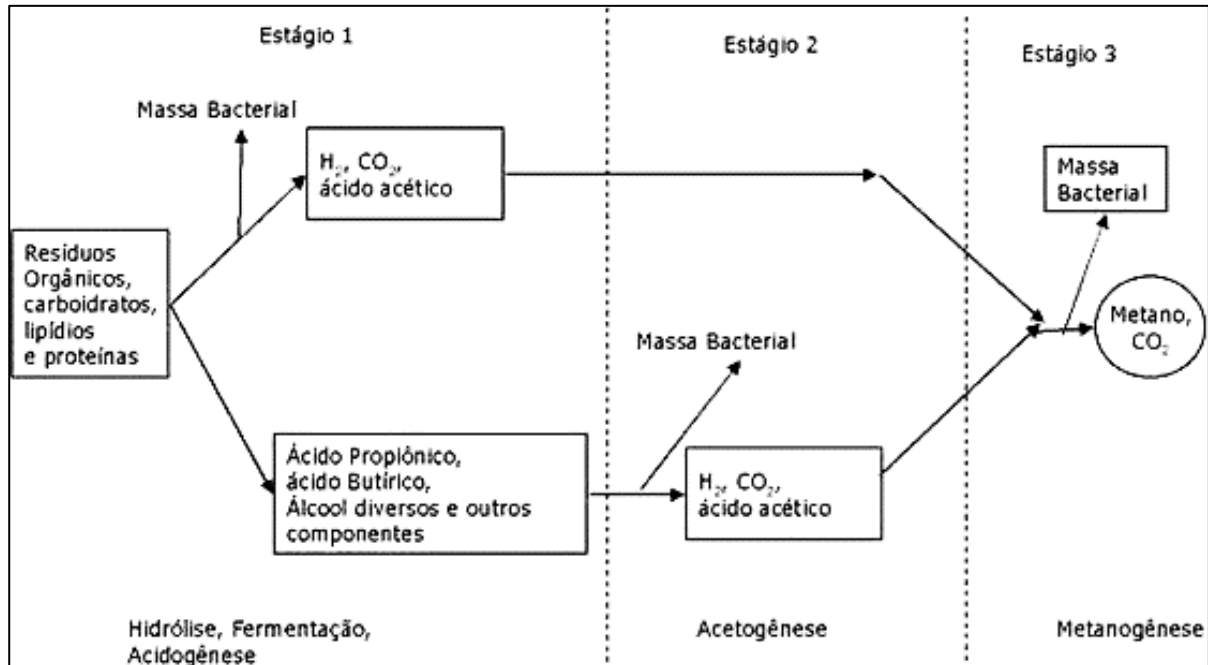 Estágio 1
Estágio 2
Estágio 3
Massa Bacterial
H₂, CO₂,
ácido acético
Massa
Bacterial
Resíduos
Orgânicos,
carboidratos,
lipídios
e proteínas
Metano,
CO₂
Massa Bacterial
Ácido Propiônico,
ácido Butírico,
Álcool diversos e outros
componentes
H₂, CO₂,
ácido acético
Hidrólise, Fermentação,
Acidogênese
Acetogênese
Metanogênese